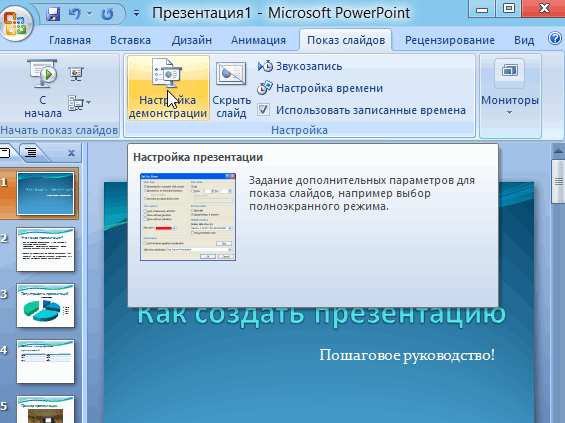 Презентация1 - Microsoft PowerPoint
Главная Вставка Дизайн Анимация Показ слайдов Рецензирование Вид
С начала
Настройка демонстрации
Скрыть слайд
Звукозапись
Настройка времени
Использовать записанные времена
Мониторы
Начать показ слайдов
Настройка
Настройка презентации
Задание дополнительных параметров для
показа слайдов, например выбор
полноэкранного режима.
1
2
3
4
5
Как создать презентацию
Пошаговое руководство!